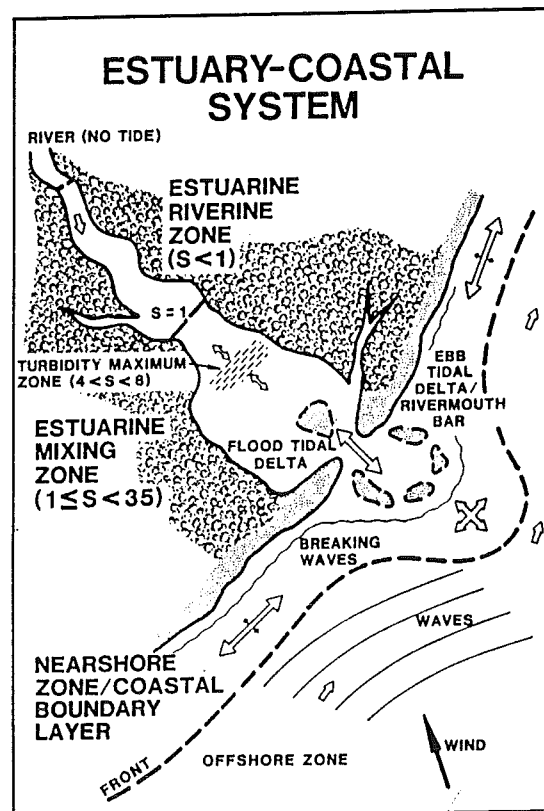 ESTUARY-COASTAL
SYSTEM
RIVER (NO TIDE)
ESTUARINE
RIVERINE
ZONE
(S<1)
S=1
TURBIDITY MAXIMUM
ZONE (4<S<8)
ESTUARINE
MIXING
ZONE
(1≦S<35)
FLOOD TIDAL
DELTA
EBB
TIDAL
DELTA/
RIVERMOUTH
BAR
BREAKING
WAVES
WAVES
NEARSHORE
ZONE/COASTAL
BOUNDARY
LAYER
FRONT
OFFSHORE ZONE
WIND